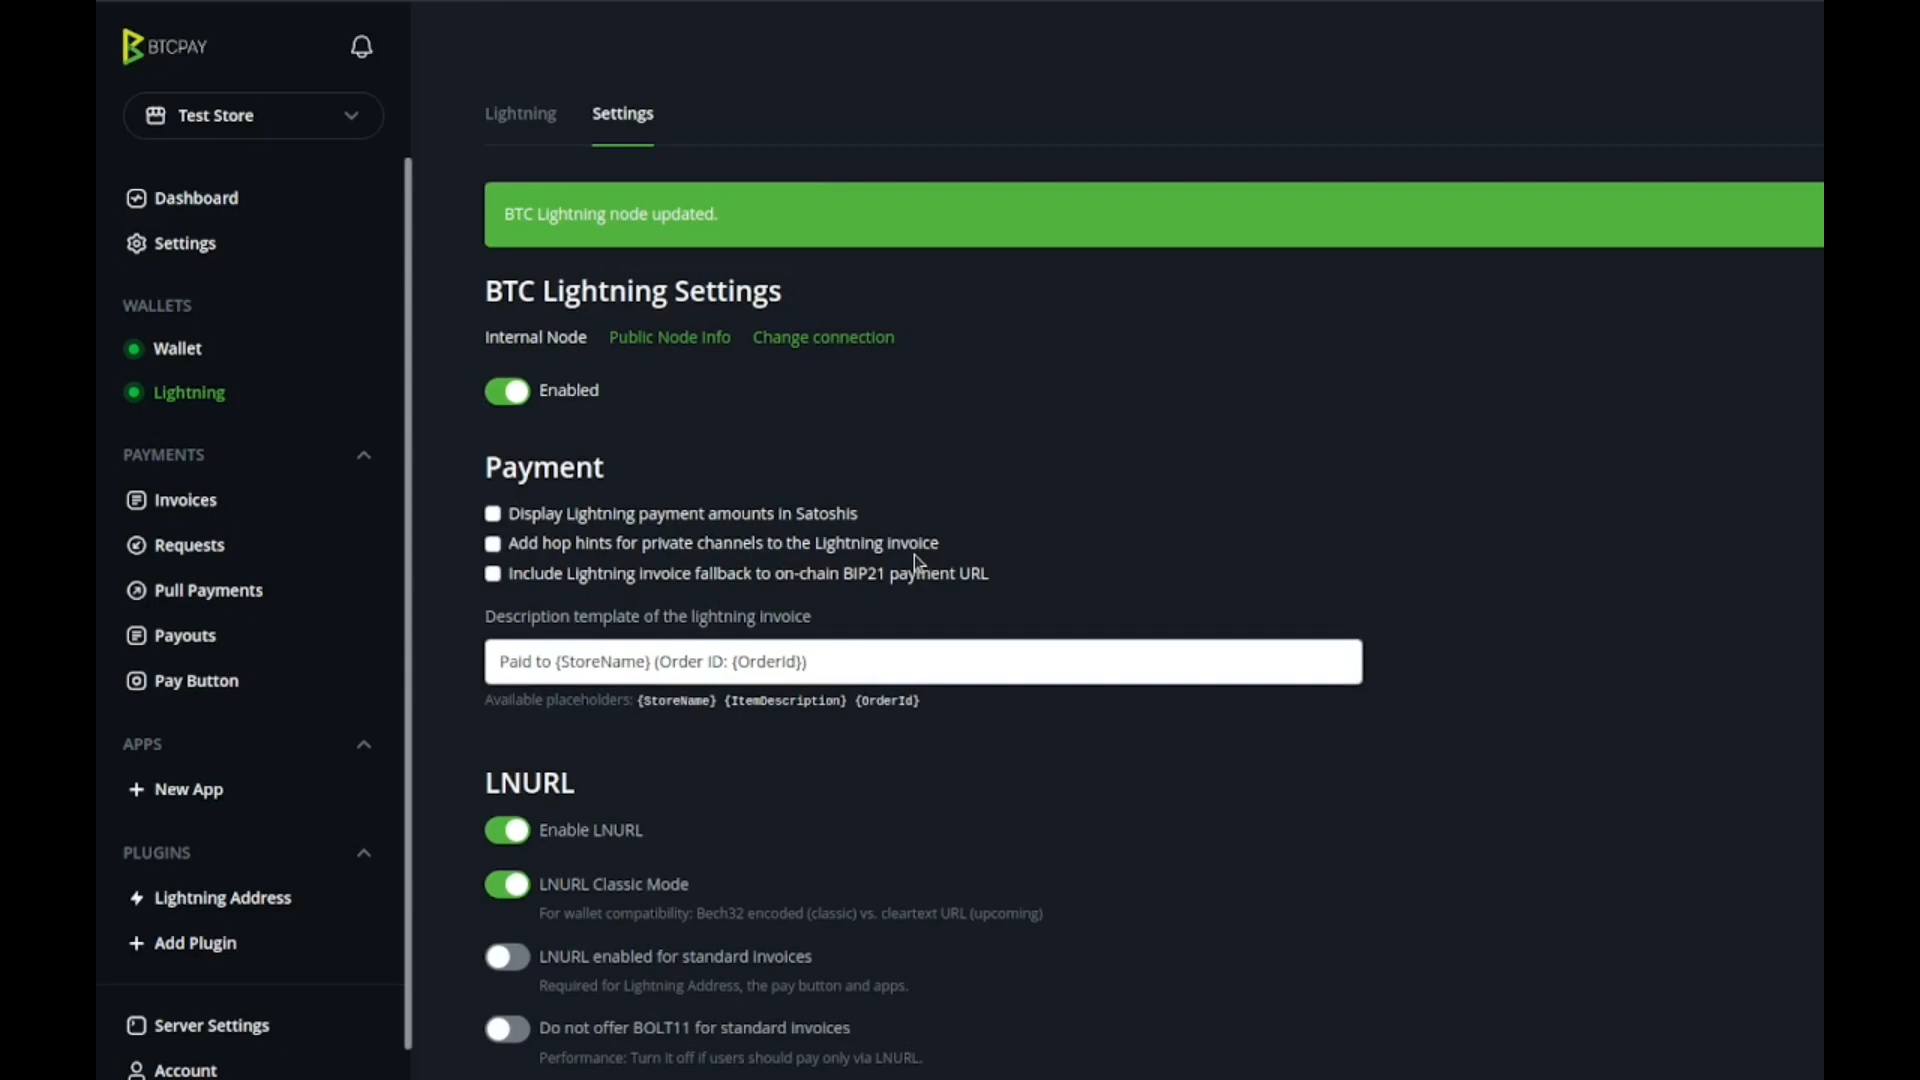 BTCPAY
Test Store
Dashboard
Settings
WALLETS
Wallet
Lightning
PAYMENTS
Invoices
Requests
Pull Payments
Payouts
Pay Button
APPS
New App
PLUGINS
Lightning Address
Add Plugin
Server Settings
Account
Lightning Settings
BTC Lightning node updated.
BTC Lightning Settings
Internal Node Public Node Info Change connection
Enabled
Payment
Display Lightning payment amounts in Satoshis
Add hop hints for private channels to the Lightning invoice
Include Lightning invoice fallback to on-chain BIP21 payment URL
Description template of the lightning invoice
Paid to {StoreName} (Order ID: {OrderId})
Available placeholders: {StoreName} {ItemDescription} {OrderId}
LNURL
Enable LNURL
LNURL Classic Mode
For wallet compatibility: Bech32 encoded (classic) vs. cleartext URL (upcoming)
LNURL enabled for standard invoices
Required for Lightning Address, the pay button and apps.
Do not offer BOLT11 for standard invoices
Performance: Turn it off if users should pay only via LNURL.